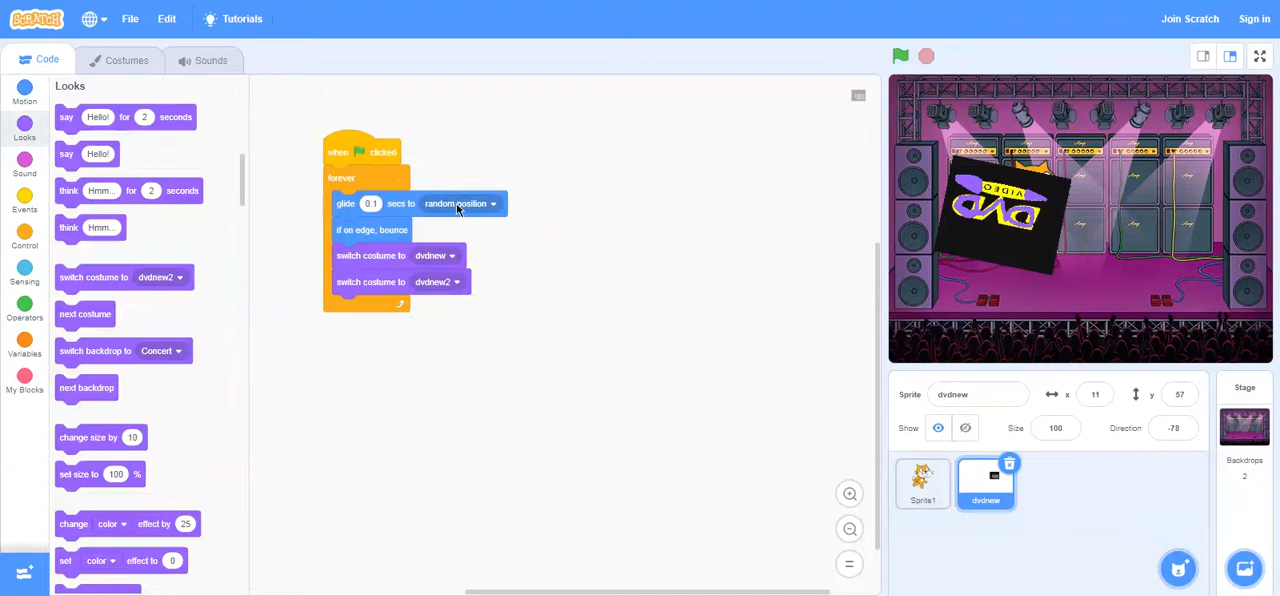 SCRATCH File Edit Tutorials Join Scratch Sign in
Code Costumes Sounds
Motion
Looks
Sound
Events
Control
Sensing
Operators
Variables
My Blocks
Looks
say Hello! for 2 seconds
say Hello!
think Hmm... for 2 seconds
think Hmm...
switch costume to dvdnew2
next costume
switch backdrop to Concert
next backdrop
change size by 10
set size to 100 %
change color effect by 25
set color effect to 0
when clicked
forever
glide 0.1 secs to random position
if on edge, bounce
switch costume to dvdnew
switch costume to dvdnew2
DVD
VIDEO
Sprite dvdnew x 11 y 57
Show Size 100 Direction -78
Sprite1
dvdnew
Stage
Backdrops
2